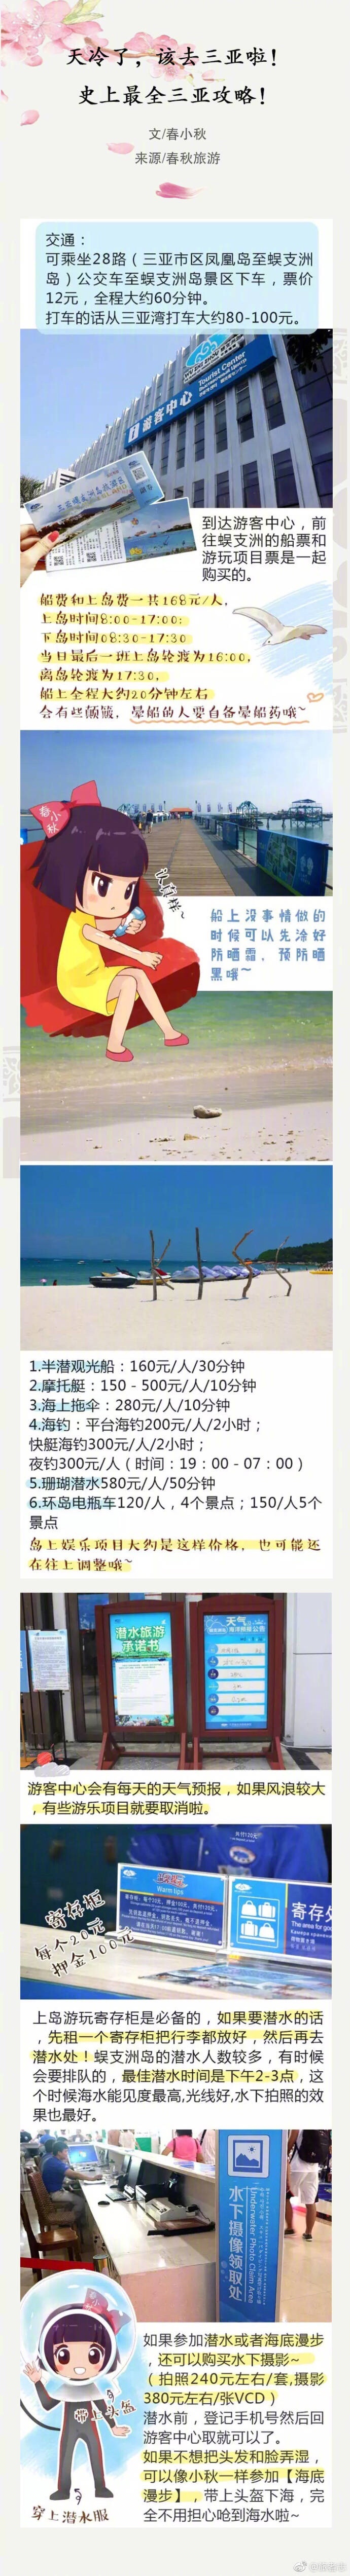 天冷了，该去三亚啦！
史上最全三亚攻略！
文/春小秋
来源/春秋旅游
交通：
可乘坐28路（三亚市区凤凰岛至蜈支洲
岛）公交车至蜈支洲岛景区下车，票价
12元，全程大约60分钟。
打车的话从三亚湾打车大约80-100元。
Tourist Center
游客中心
到达游客中心，前
往蜈支洲的船票和
游玩项目票是一起
购买的。
船费和上岛费一共168元/人，
上岛时间8:00-17:00；
下岛时间08:30-17:30
当日最后一班上岛轮渡为16:00，
离岛轮渡为17:30，
船上全程大约20分钟左右
会有些颠簸，晕船的人要自备晕船药哦~
春小秋
船上没事情做的
时候可以先涂好
防晒霜，预防晒
黑哦~
1.半潜观光船：160元/人/30分钟
2.摩托艇：150－500元/人/10分钟
3.海上拖伞：280元/人/10分钟
4.海钓：平台海钓200元/人/2小时；
快艇海钓300元/人/2小时；
夜钓300元/人（时间：19：00－07：00）
5.珊瑚潜水580元/人/50分钟
6.环岛电瓶车120/人，4个景点；150/人5个
景点
岛上娱乐项目大约是这样价格，也可能还
在往上调整哦~
潜水旅游
承诺书
天气
海洋预报公告
游客中心会有每天的天气预报，如果风浪较大
，有些游乐项目就要取消啦。
Warm tips
寄存处
寄存柜
每个20元
押金100元
上岛游玩寄存柜是必备的，如果要潜水的话
，先租一个寄存柜把行李都放好，然后再去
潜水处！蜈支洲岛的潜水人数较多，有时候
会要排队的，最佳潜水时间是下午2-3点，这
个时候海水能见度最高,光线好,水下拍照的效
果也最好。
水下摄像领取处
Underwater Photo Claim Area
如果参加潜水或者海底漫步
，还可以购买水下摄影~
（拍照240元左右/套,摄影
380元左右/张VCD）
潜水前，登记手机号然后回
游客中心取就可以了。
如果不想把头发和脸弄湿，
可以像小秋一样参加【海底
漫步】，带上头盔下海，完
全不用担心呛到海水啦~
带上头盔
穿上潜水服